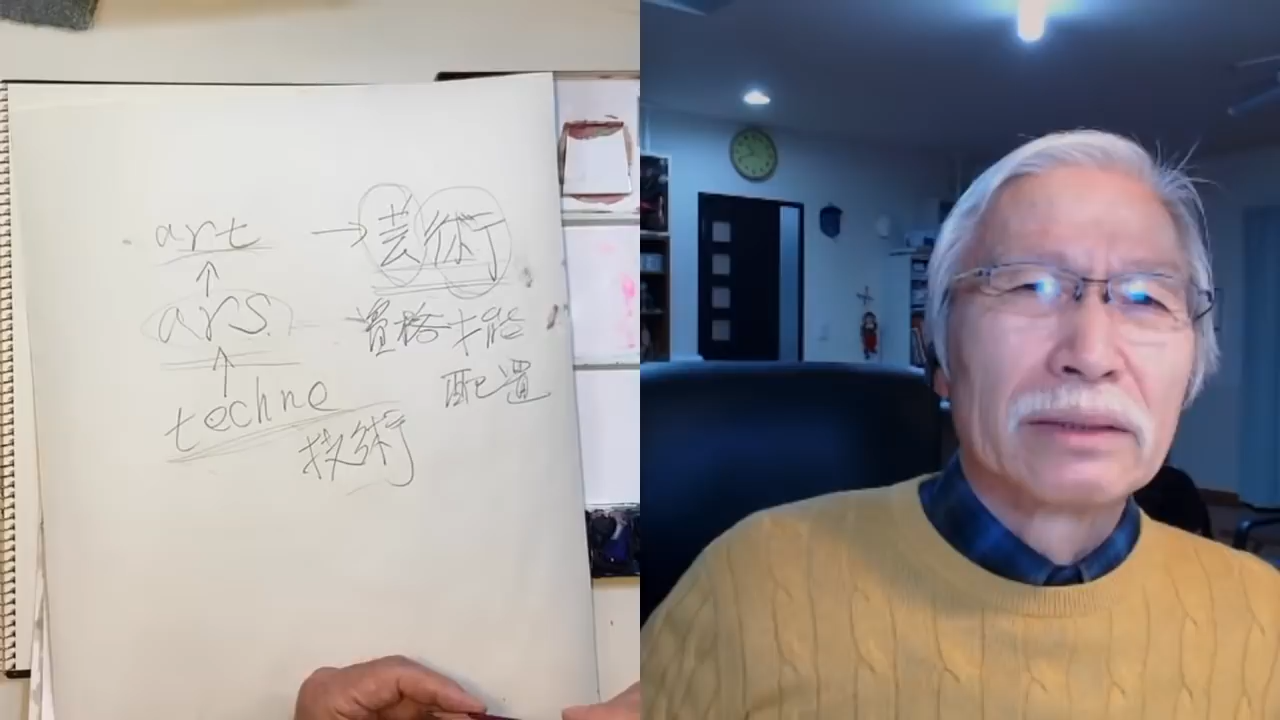 art → 芸術
ars. 資格才能
配置
techne
技術